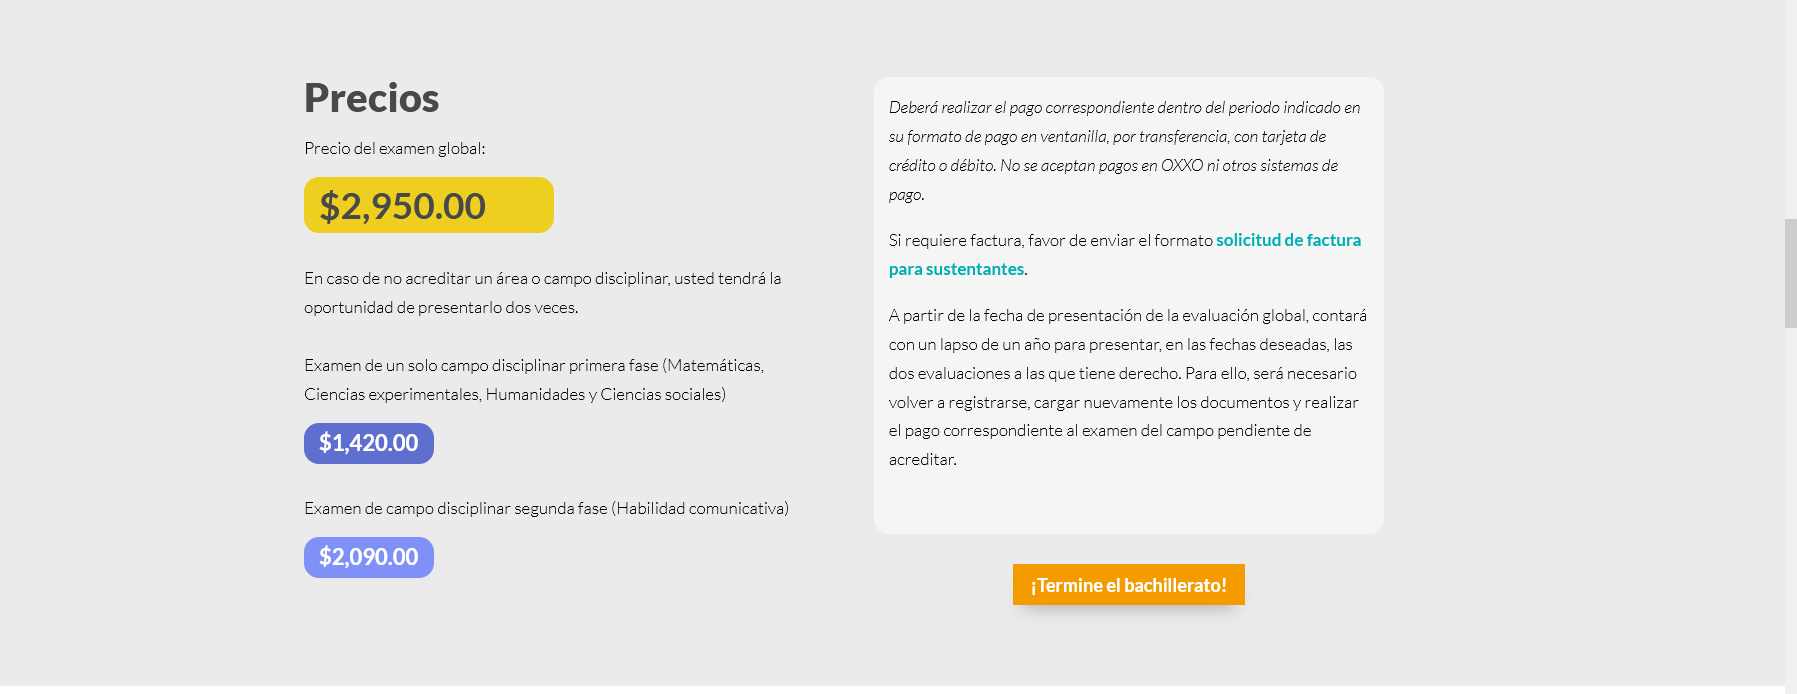 Precios
Precio del examen global:
$2,950.00
En caso de no acreditar un área o campo disciplinar, usted tendrá la
oportunidad de presentarlo dos veces.
Examen de un solo campo disciplinar primera fase (Matemáticas,
Ciencias experimentales, Humanidades y Ciencias sociales)
$1,420.00
Examen de campo disciplinar segunda fase (Habilidad comunicativa)
$2,090.00
Deberá realizar el pago correspondiente dentro del periodo indicado en
su formato de pago en ventanilla, por transferencia, con tarjeta de
crédito o débito. No se aceptan pagos en OXXO ni otros sistemas de
pago.
Si requiere factura, favor de enviar el formato solicitud de factura
para sustentantes.
A partir de la fecha de presentación de la evaluación global, contará
con un lapso de un año para presentar, en las fechas deseadas, las
dos evaluaciones a las que tiene derecho. Para ello, será necesario
volver a registrarse, cargar nuevamente los documentos y realizar
el pago correspondiente al examen del campo pendiente de
acreditar.
¡Termine el bachillerato!